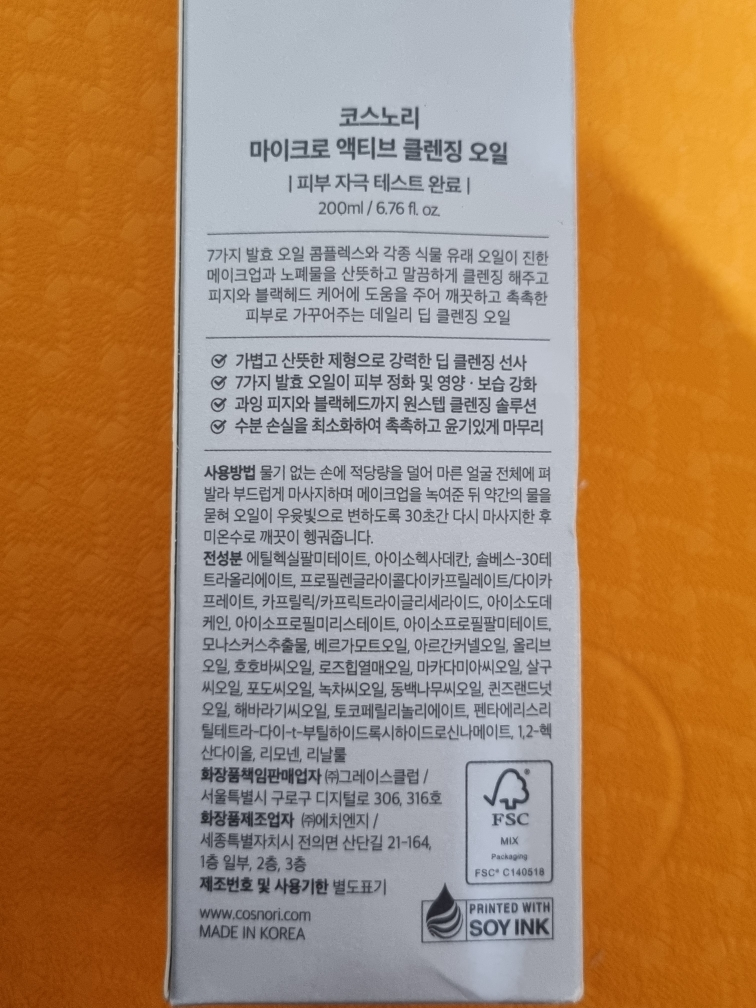 코스노리
마이크로 액티브 클렌징 오일
| 피부 자극 테스트 완료 |
200ml / 6.76 fl. oz.
7가지 발효 오일 콤플렉스와 각종 식물 유래 오일이 진한
메이크업과 노폐물을 산뜻하고 말끔하게 클렌징 해주고
피지와 블랙헤드 케어에 도움을 주어 깨끗하고 촉촉한
피부로 가꾸어주는 데일리 딥 클렌징 오일
가볍고 산뜻한 제형으로 강력한 딥 클렌징 선사
7가지 발효 오일이 피부 정화 및 영양 · 보습 강화
과잉 피지와 블랙헤드까지 원스텝 클렌징 솔루션
수분 손실을 최소화하여 촉촉하고 윤기있게 마무리
사용방법 물기 없는 손에 적당량을 덜어 마른 얼굴 전체에 펴
발라 부드럽게 마사지하며 메이크업을 녹여준 뒤 약간의 물을
묻혀 오일이 우윳빛으로 변하도록 30초간 다시 마사지한 후
미온수로 깨끗이 헹궈줍니다.
전성분 에틸헥실팔미테이트, 아이소헥사데칸, 솔베스-30테
트라올리에이트, 프로필렌글라이콜다이카프릴레이트/다이카
프레이트, 카프릴릭/카프릭트라이글리세라이드, 아이소도데
케인, 아이소프로필미리스테이트, 아이소프로필팔미테이트,
모나스커스추출물, 베르가모트오일, 아르간커넬오일, 올리브
오일, 호호바씨오일, 로즈힙열매오일, 마카다미아씨오일, 살구
씨오일, 포도씨오일, 녹차씨오일, 동백나무씨오일, 퀸즈랜드넛
오일, 해바라기씨오일, 토코페릴리놀리에이트, 펜타에리스리
틸테트라-다이-t-부틸하이드록시하이드로신나메이트, 1,2-헥
산다이올, 리모넨, 리날룰
화장품책임판매업자 ㈜그레이스클럽 /
서울특별시 구로구 디지털로 306, 316호
화장품제조업자 ㈜에치엔지 /
세종특별자치시 전의면 산단길 21-164,
1층 일부, 2층, 3층
제조번호 및 사용기한 별도표기
www.cosnori.com
MADE IN KOREA
FSC
MIX
Packaging
FSC® C140518
PRINTED WITH
SOY INK